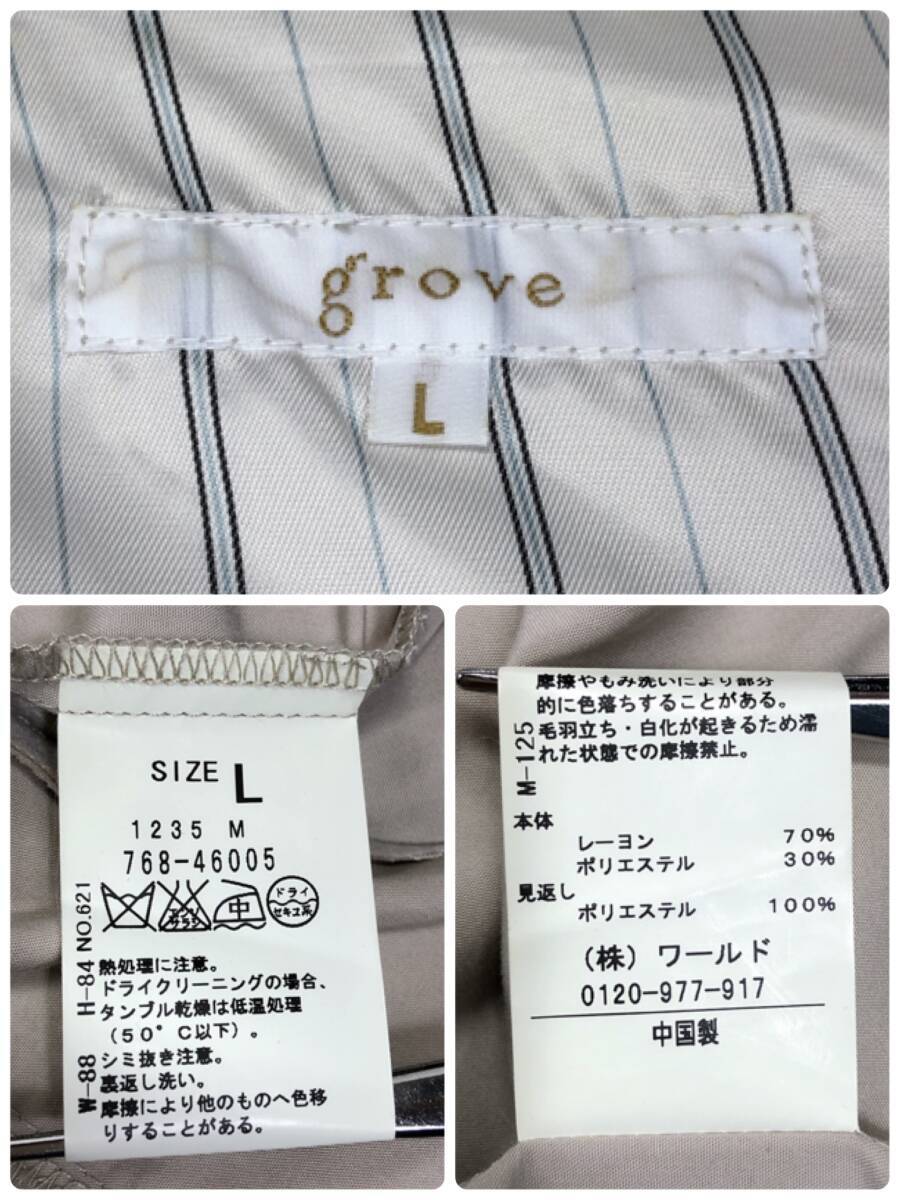 grove
L
SIZE L
1235 M
768-46005
エンソ
サラシ
中
ドライ
セキユ系
NO.621
H-84
W-88
熱処理に注意。
ドライクリーニングの場合、
タンブル乾燥は低温処理
(50°C以下)。
シミ抜き注意。
裏返し洗い。
摩擦により他のものへ色移
りすることがある。
摩擦やもみ洗いにより部分
的に色落ちすることがある。
毛羽立ち・白化が起きるため濡
れた状態での摩擦禁止。
M-125
本体
レーヨン 70%
ポリエステル 30%
見返し
ポリエステル 100%
(株)ワールド
0120-977-917
中国製